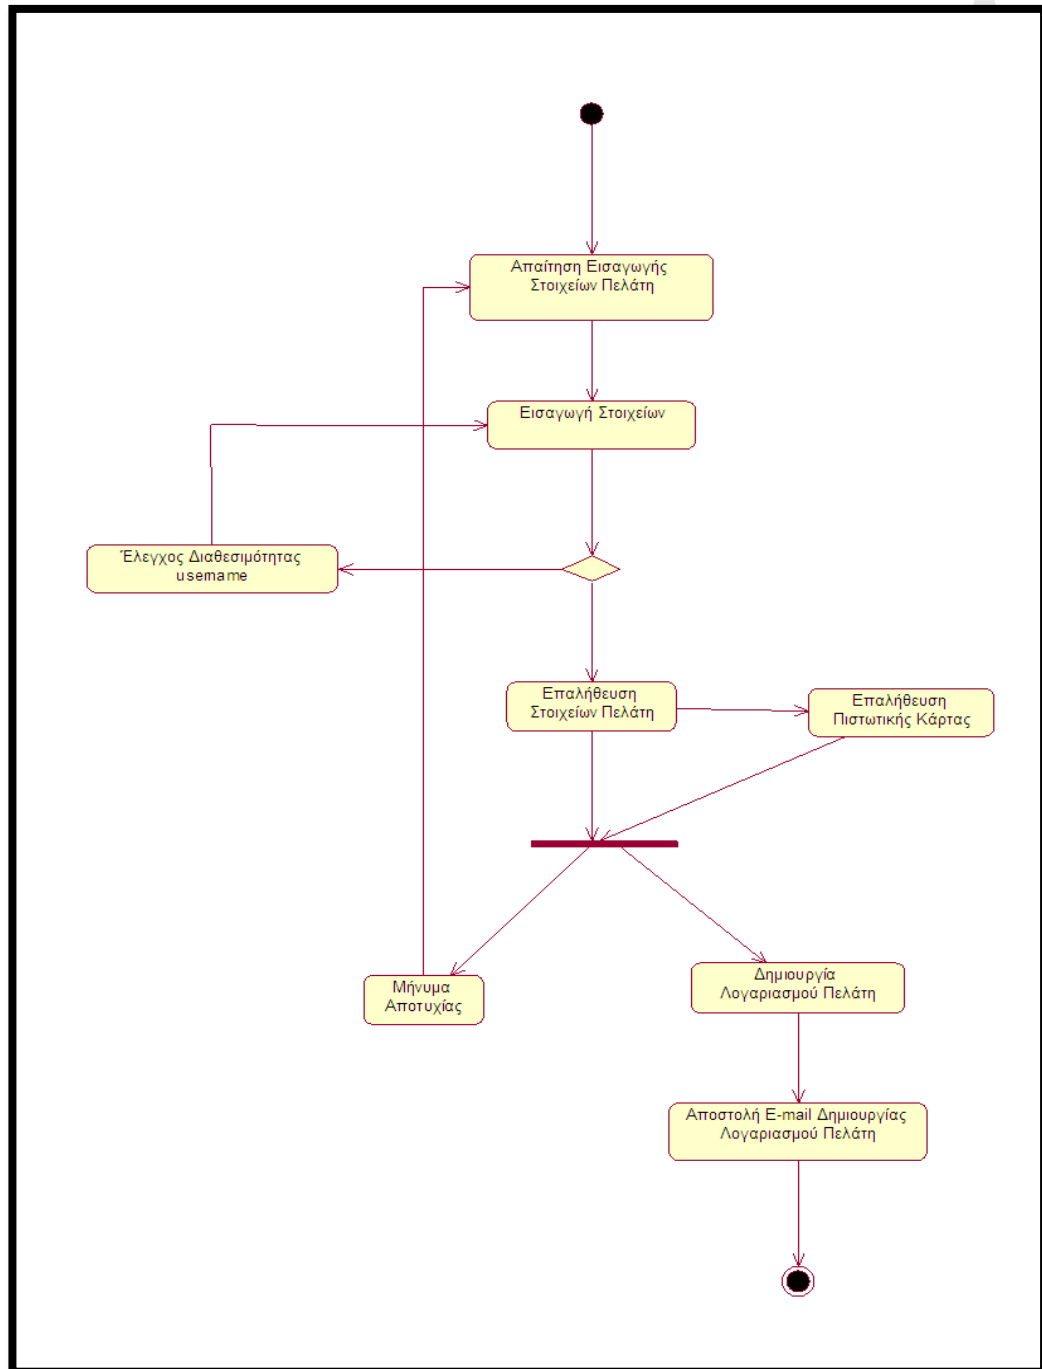 Απαίτηση Εισαγωγής
Στοιχείων Πελάτη
Εισαγωγή Στοιχείων
Έλεγχος Διαθεσιμότητας
username
Επαλήθευση
Στοιχείων Πελάτη
Επαλήθευση
Πιστωτικής Κάρτας
Μήνυμα
Αποτυχίας
Δημιουργία
Λογαριασμού Πελάτη
Αποστολή E-mail Δημιουργίας
Λογαριασμού Πελάτη